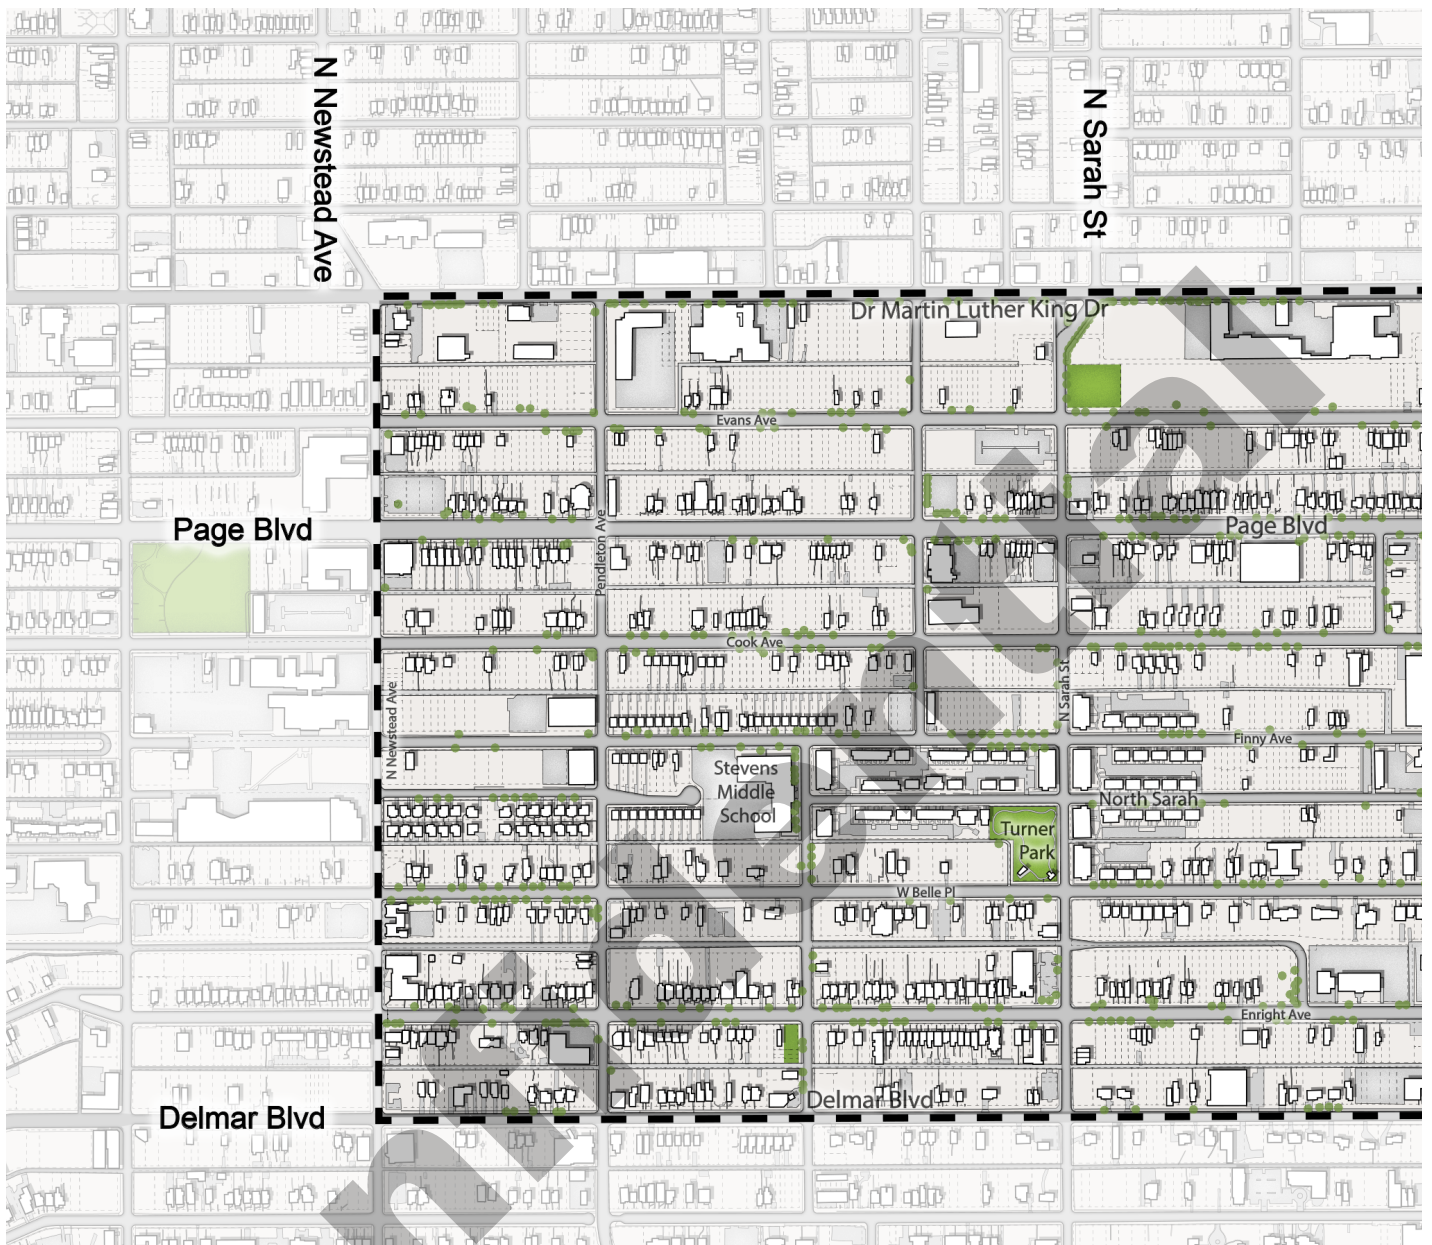 N Newstead Ave
N Sarah St
Dr Martin Luther King Dr
Evans Ave
Page Blvd
Page Blvd
Pendleton Ave
Cook Ave
N Sarah St
N Newstead Ave
Finny Ave
Stevens
Middle
School
North Sarah
Turner
Park
W Belle Pl
Enright Ave
Delmar Blvd
Delmar Blvd
nfidential